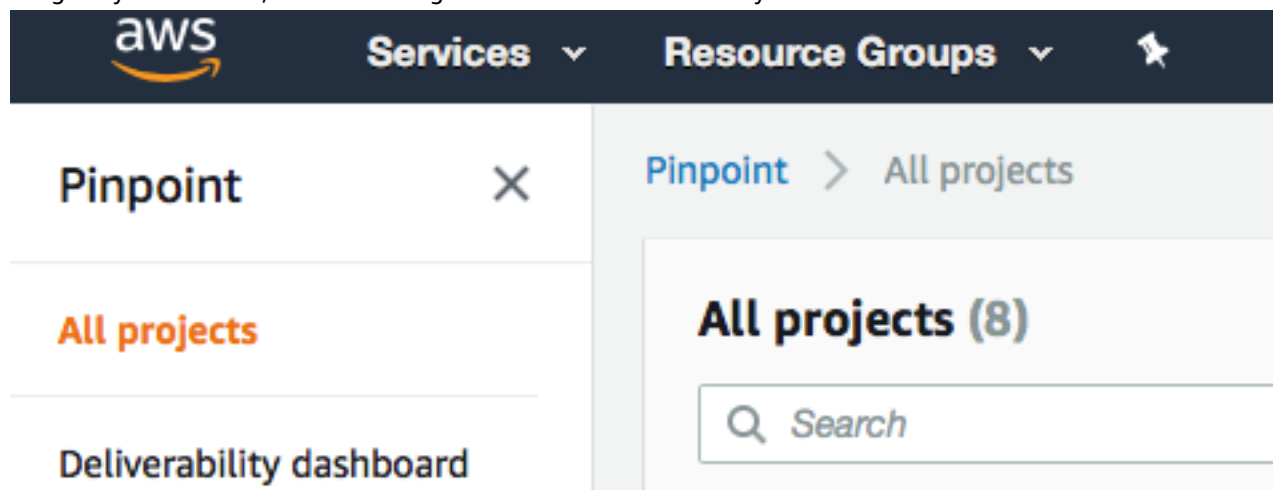 aws Services Resource Groups
Pinpoint
Pinpoint > All projects
All projects
All projects (8)
Search
Deliverability dashboard